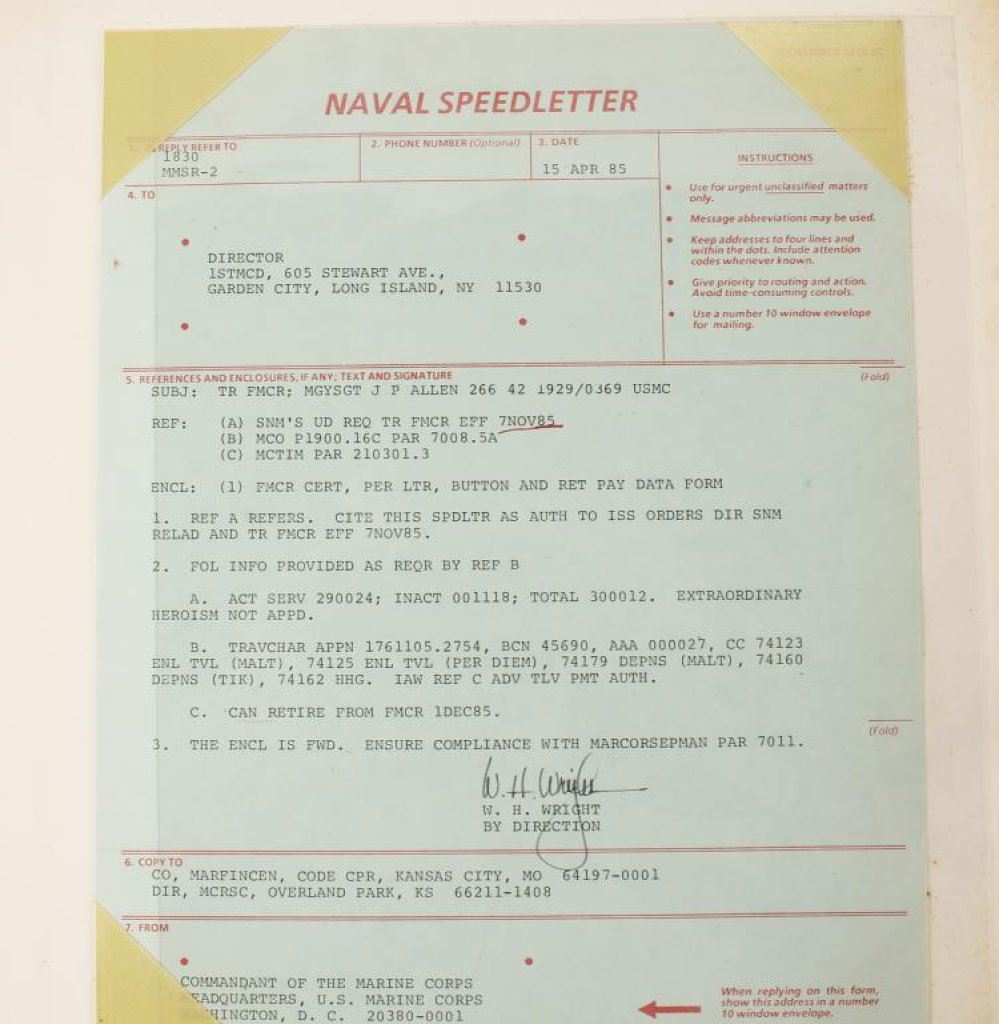 NAVAL SPEEDLETTER
REPLY REFER TO
1830
MMSR-2
2. PHONE NUMBER (Optional)
3. DATE
15 APR 85
INSTRUCTIONS
• Use for urgent unclassified matters
only.
• Message abbreviations may be used.
• Keep addresses to four lines and
within the dots. Include attention
codes whenever known.
• Give priority to routing and action.
Avoid time-consuming controls.
• Use a number 10 window envelope
for mailing.
4. TO
DIRECTOR
1STMCD, 605 STEWART AVE.,
GARDEN CITY, LONG ISLAND, NY 11530
5. REFERENCES AND ENCLOSURES, IF ANY; TEXT AND SIGNATURE
(Fold)
SUBJ: TR FMCR; MGYSGT J P ALLEN 266 42 1929/0369 USMC
REF: (A) SNM'S UD REQ TR FMCR EFF 7NOV85
(B) MCO P1900.16C PAR 7008.5A
(C) MCTIM PAR 210301.3
ENCL: (1) FMCR CERT, PER LTR, BUTTON AND RET PAY DATA FORM
1. REF A REFERS. CITE THIS SPDLTR AS AUTH TO ISS ORDERS DIR SNM
RELAD AND TR FMCR EFF 7NOV85.
2. FOL INFO PROVIDED AS REQR BY REF B
A. ACT SERV 290024; INACT 001118; TOTAL 300012. EXTRAORDINARY
HEROISM NOT APPD.
B. TRAVCHAR APPN 1761105.2754, BCN 45690, AAA 000027, CC 74123
ENL TVL (MALT), 74125 ENL TVL (PER DIEM), 74179 DEPNS (MALT), 74160
DEPNS (TIK), 74162 HHG. IAW REF C ADV TLV PMT AUTH.
C. CAN RETIRE FROM FMCR 1DEC85.
(Fold)
3. THE ENCL IS FWD. ENSURE COMPLIANCE WITH MARCORSEPMAN PAR 7011.
W. H. Wright
W. H. WRIGHT
BY DIRECTION
6. COPY TO
CO, MARFINCEN, CODE CPR, KANSAS CITY, MO 64197-0001
DIR, MCRSC, OVERLAND PARK, KS 66211-1408
7. FROM
COMMANDANT OF THE MARINE CORPS
EADQUARTERS, U.S. MARINE CORPS
HINGTON, D. C. 20380-0001
When replying on this form,
show this address in a number
10 window envelope.